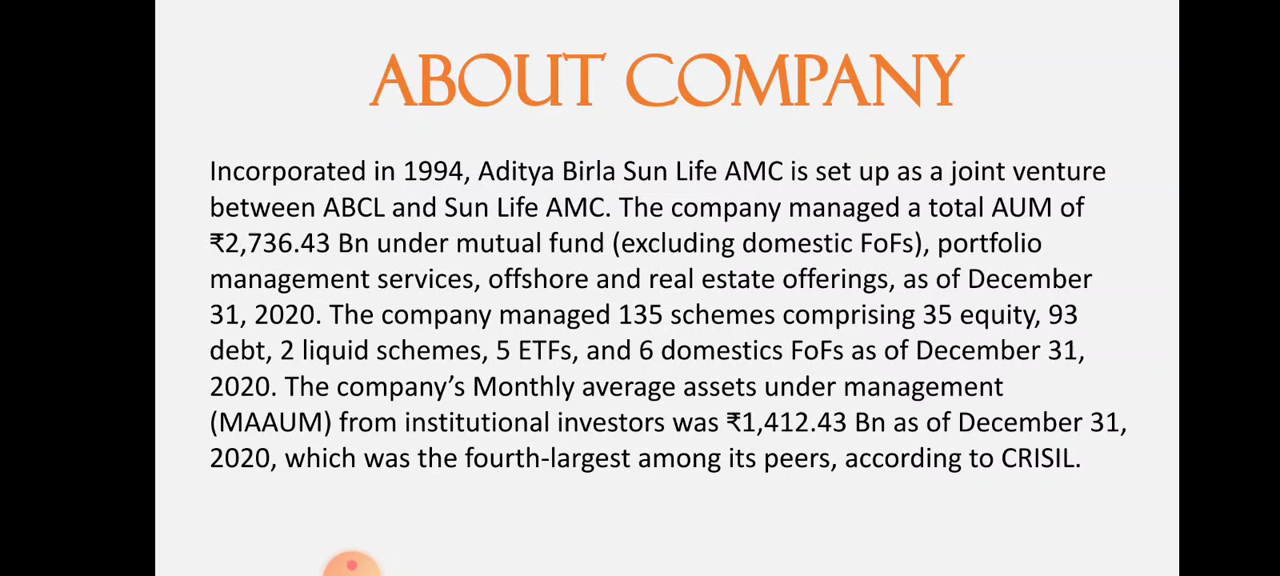 ABOUT COMPANY
Incorporated in 1994, Aditya Birla Sun Life AMC is set up as a joint venture
between ABCL and Sun Life AMC. The company managed a total AUM of
₹2,736.43 Bn under mutual fund (excluding domestic FoFs), portfolio
management services, offshore and real estate offerings, as of December
31, 2020. The company managed 135 schemes comprising 35 equity, 93
debt, 2 liquid schemes, 5 ETFs, and 6 domestics FoFs as of December 31,
2020. The company’s Monthly average assets under management
(MAAUM) from institutional investors was ₹1,412.43 Bn as of December 31,
2020, which was the fourth-largest among its peers, according to CRISIL.